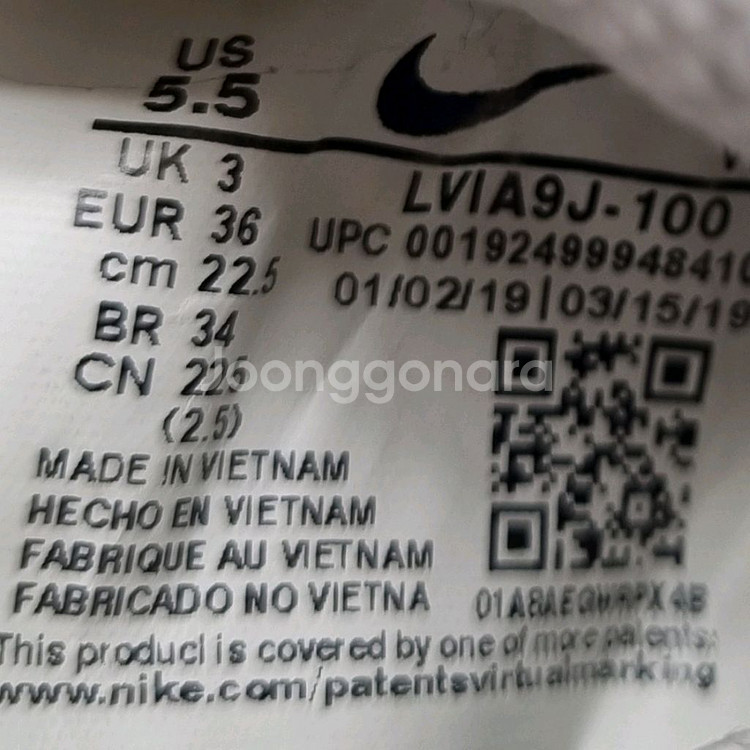 US
5.5
UK 3
EUR 36
cm 22.5
BR 34
CN 225
(2.5)
LVIA9J-100
UPC 00192499948410
01/02/19|03/15/19
Joonggonara
MADE IN VIETNAM
HECHO EN VIETNAM
FABRIQUE AU VIETNAM
FABRICADO NO VIETNA
This product is covered by one of more patents:
www.nike.com/patentsvirtualmarking